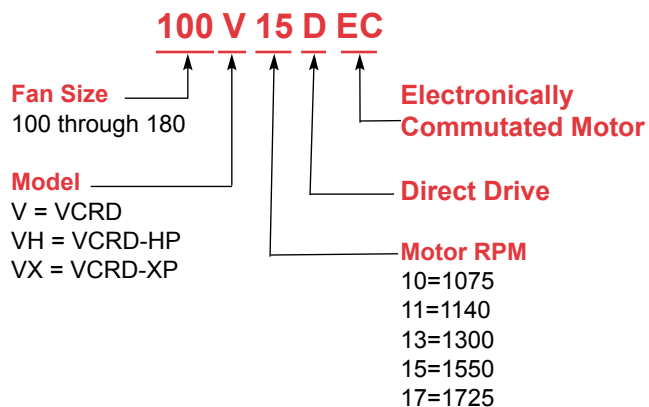 100 V 15 D EC
Fan Size
100 through 180
Model
V = VCRD
VH = VCRD-HP
VX = VCRD-XP
Electronically
Commutated Motor
Direct Drive
Motor RPM
10=1075
11=1140
13=1300
15=1550
17=1725